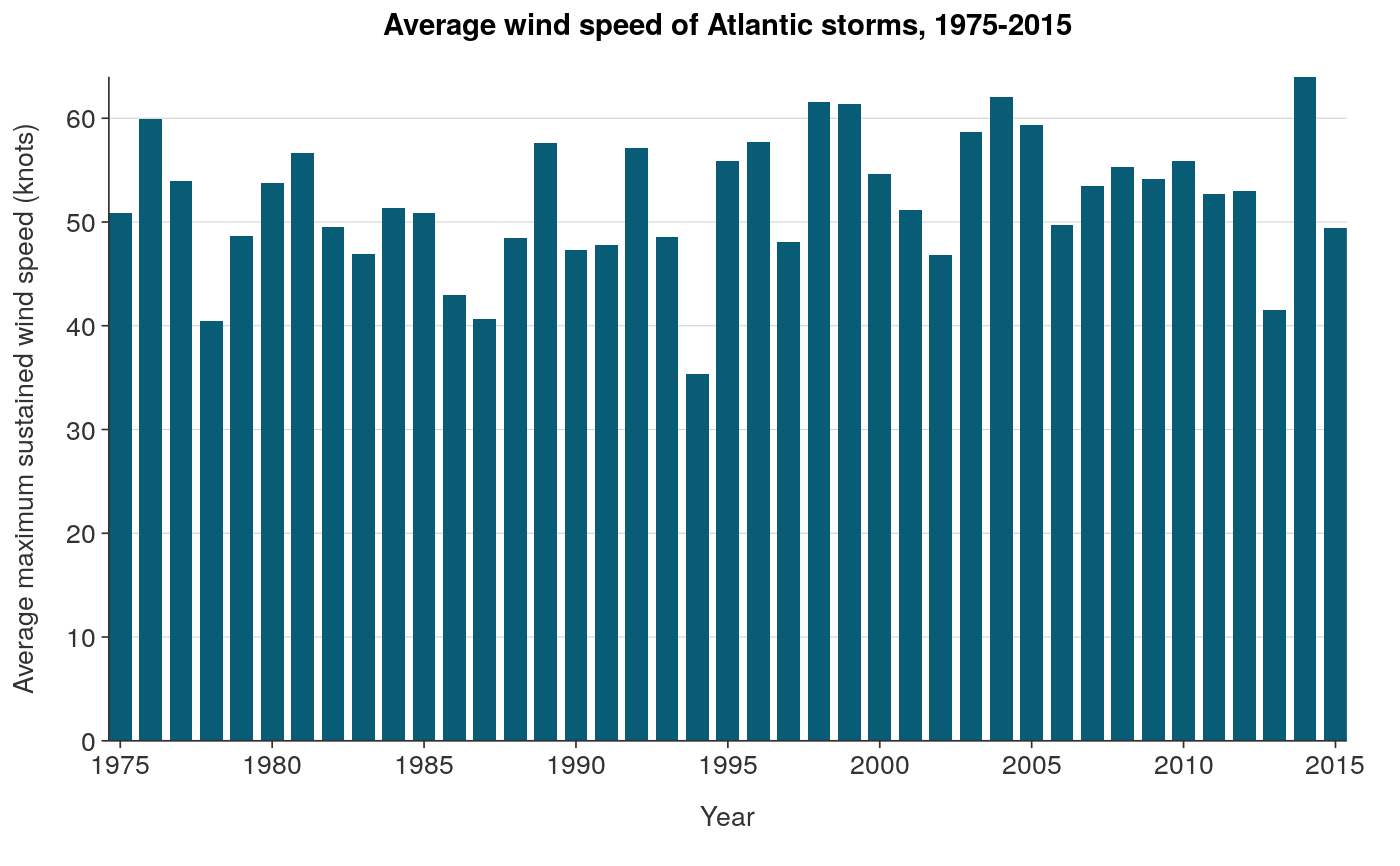 Average wind speed of Atlantic storms, 1975-2015
Average maximum sustained wind speed (knots)
60
50
40
30
20
10
0
1975 1980 1985 1990 1995 2000 2005 2010 2015
Year